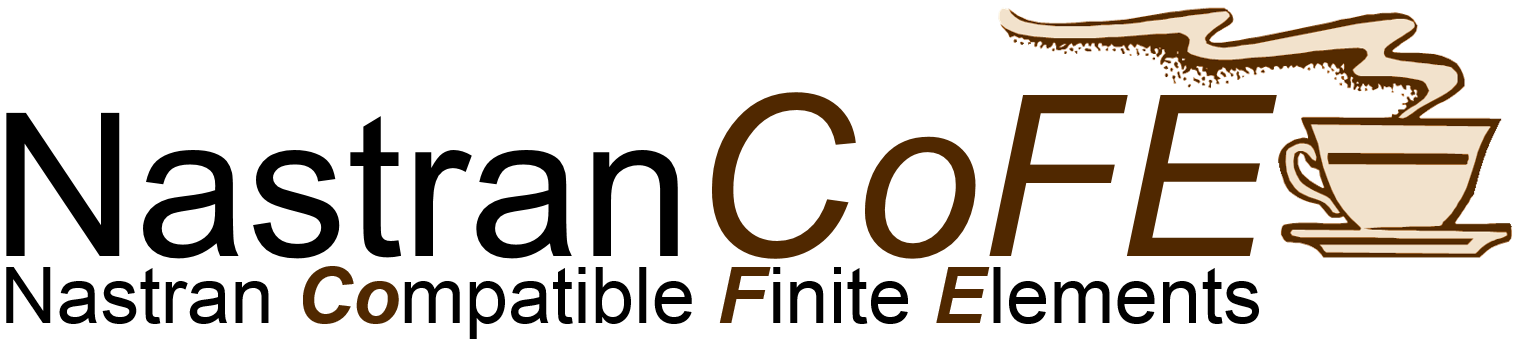 NastranCoFE
Nastran Compatible Finite Elements